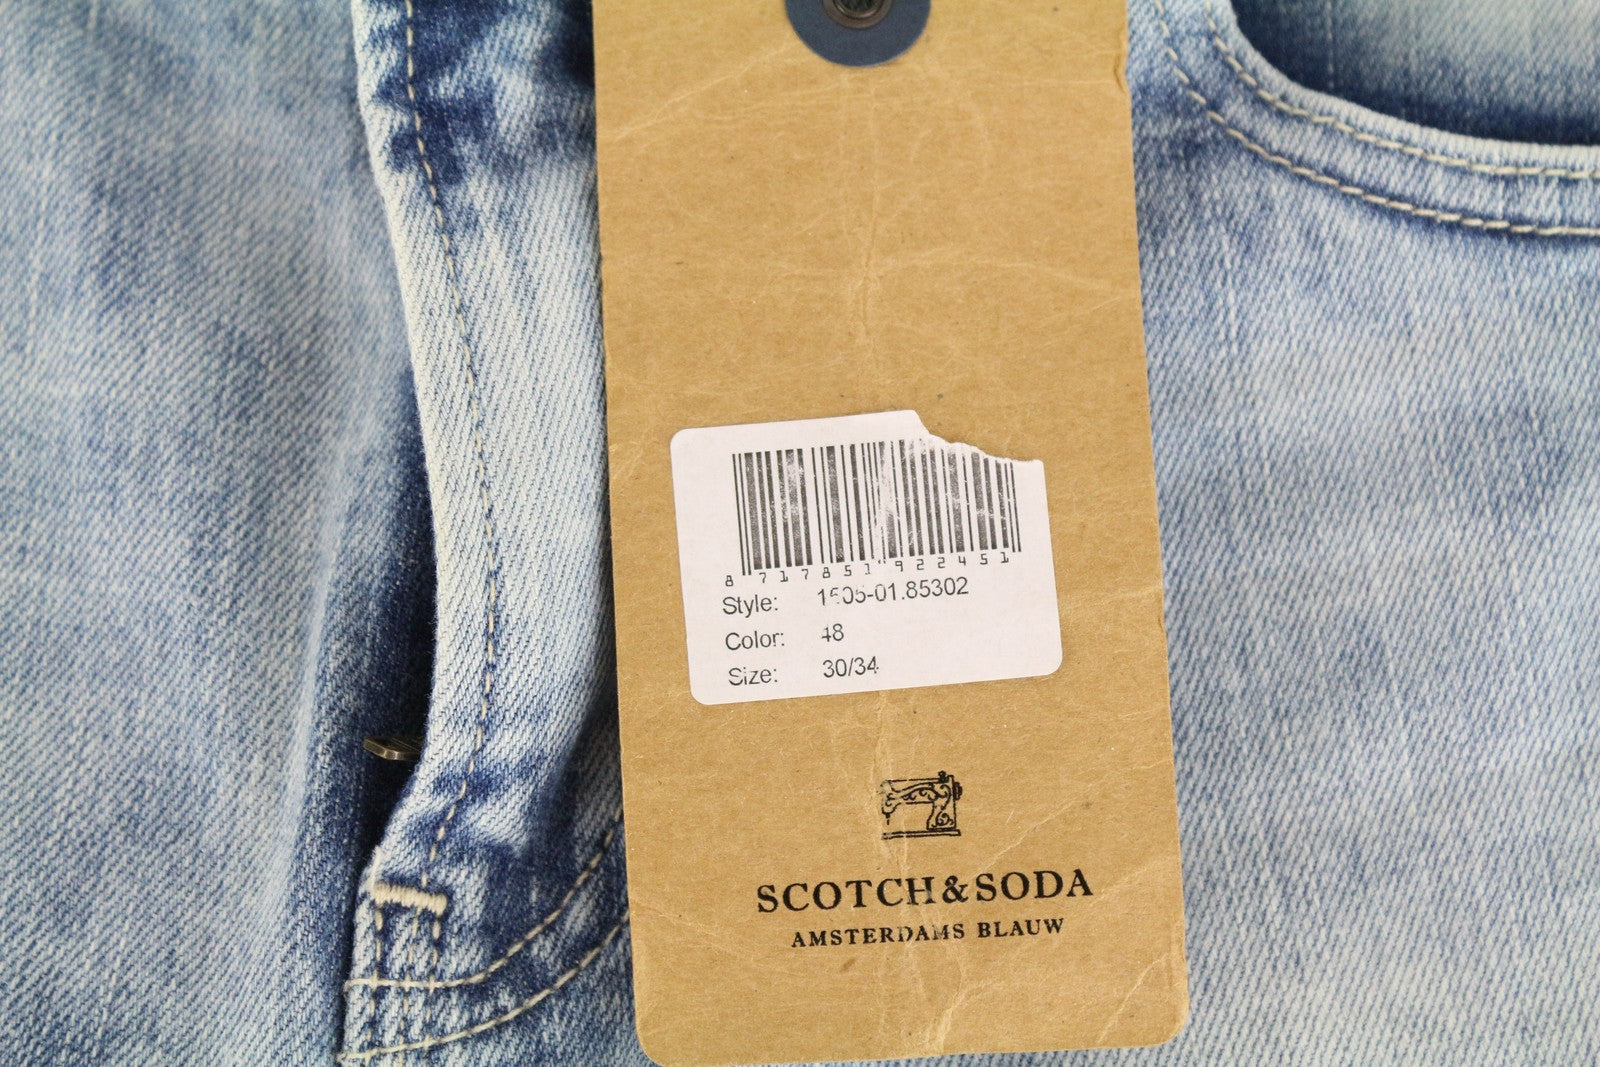 8 717851 922451
Style: 1505-01.85302
Color: 48
Size: 30/34
SCOTCH & SODA
AMSTERDAMS BLAUW